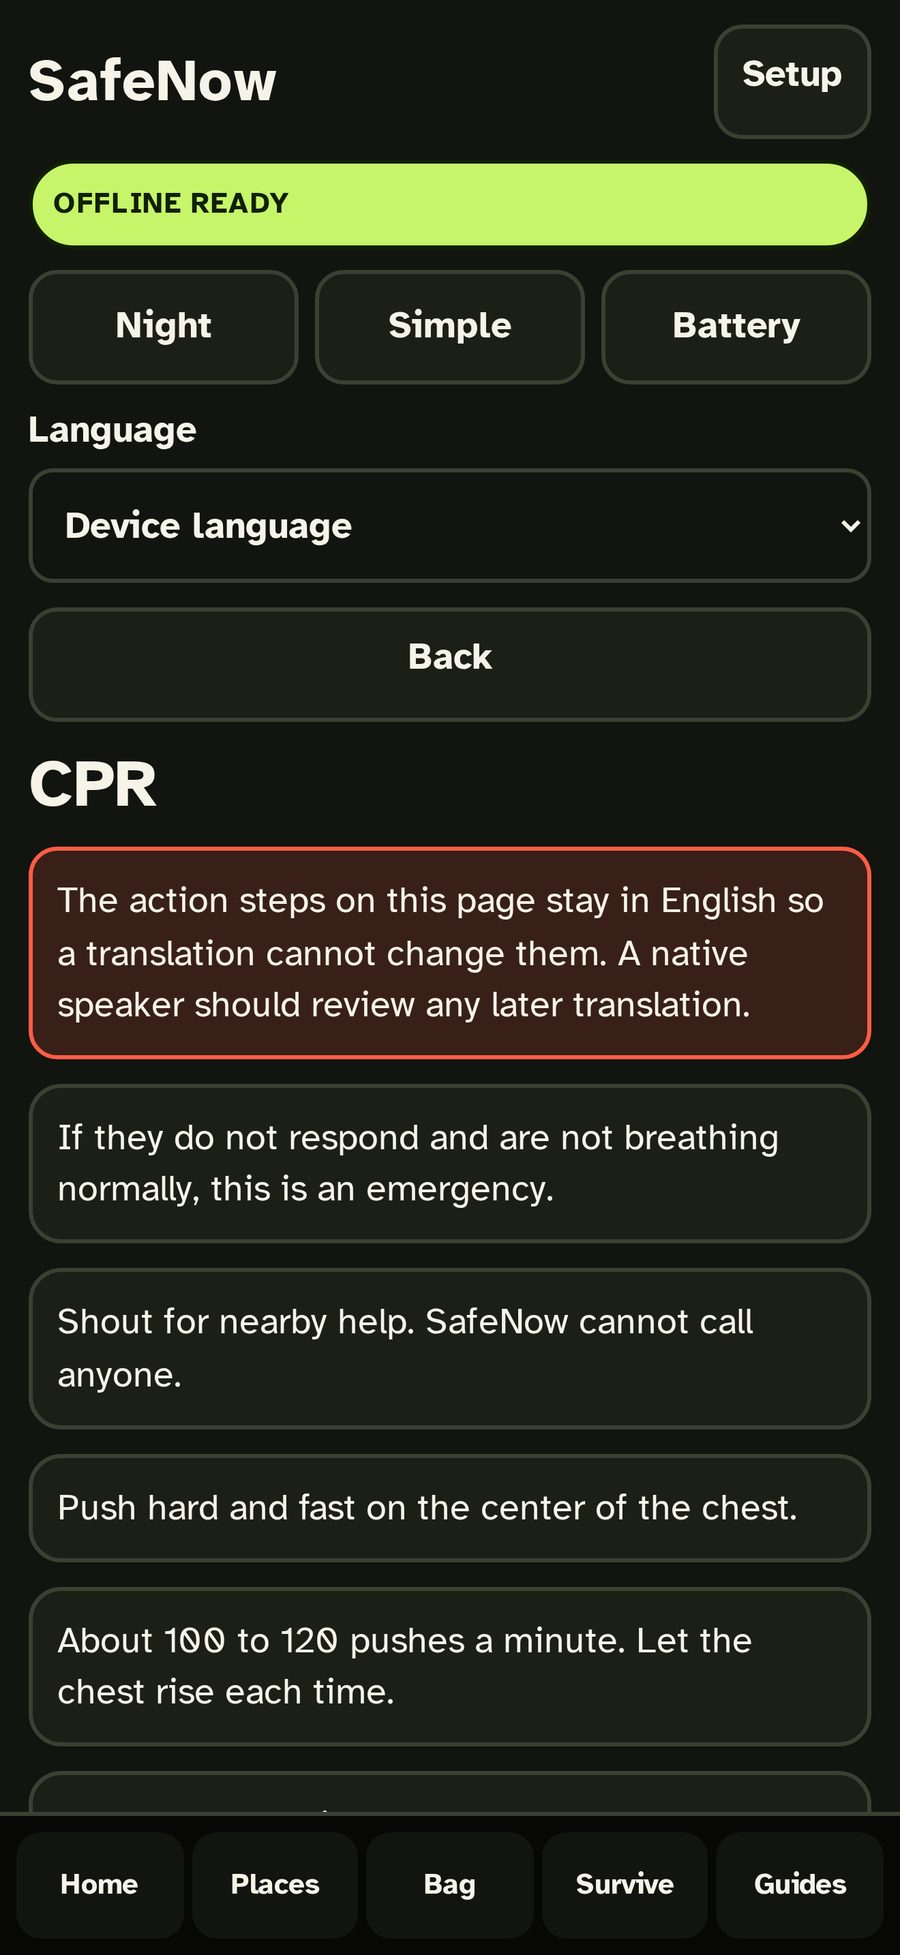 SafeNow
Setup
OFFLINE READY
Night
Simple
Battery
Language
Device language
Back
CPR
The action steps on this page stay in English so
a translation cannot change them. A native
speaker should review any later translation.
If they do not respond and are not breathing
normally, this is an emergency.
Shout for nearby help. SafeNow cannot call
anyone.
Push hard and fast on the center of the chest.
About 100 to 120 pushes a minute. Let the
chest rise each time.
Home
Places
Bag
Survive
Guides